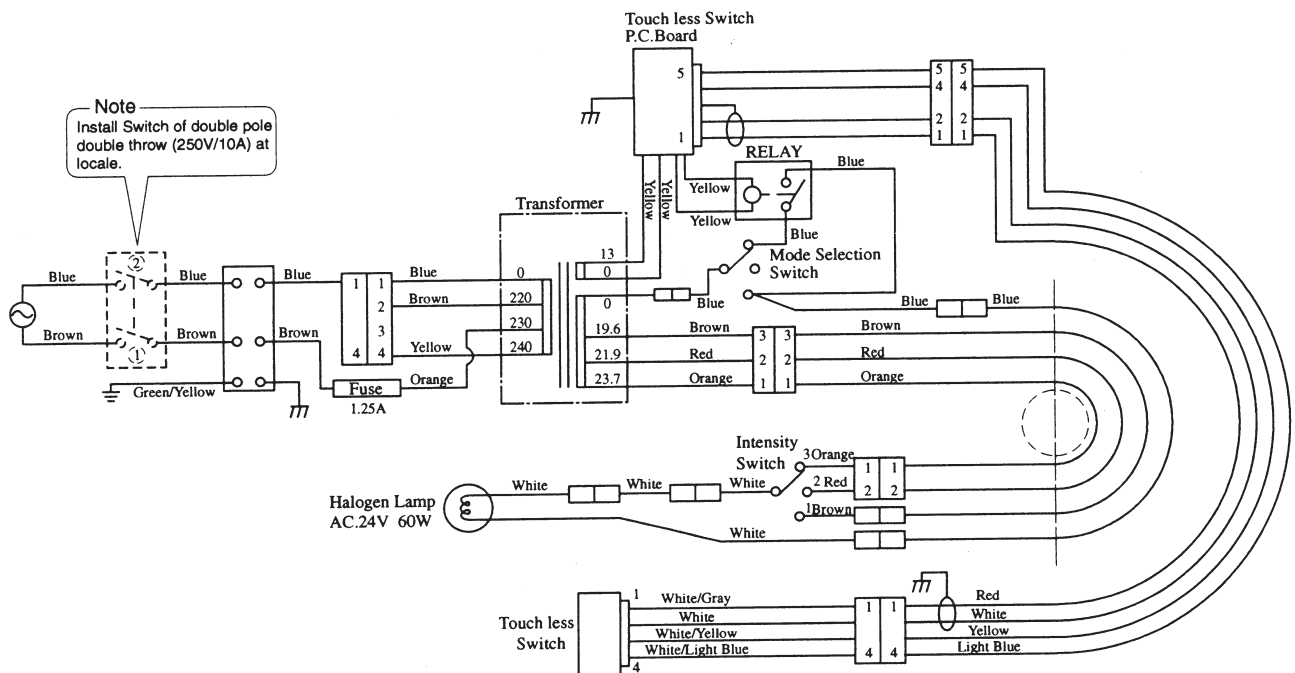 Touch less Switch
P.C.Board
5
1
5 5
4 4
2 2
1 1
Note
Install Switch of double pole
double throw (250V/10A) at
locale.
RELAY
Blue
Yellow
Yellow
Yellow
Yellow
Blue
Transformer
13
0
Mode Selection
Switch
②
Blue
Blue
Blue
1 1
2
3
4 4
Blue
0
Brown
220
230
Yellow
240
0
Blue
Blue
Blue
19.6
Brown
3 3
Brown
21.9
Red
2 2
Red
23.7
Orange
1 1
Orange
Brown
Brown
Brown
①
Green/Yellow
Fuse
1.25A
Orange
Intensity
Switch
3 Orange
2 Red
1 Brown
1 1
2 2
Halogen Lamp
AC.24V 60W
White
White
White
White
Touch less
Switch
1
4
White/Gray
White
White/Yellow
White/Light Blue
1 1
4 4
Red
White
Yellow
Light Blue